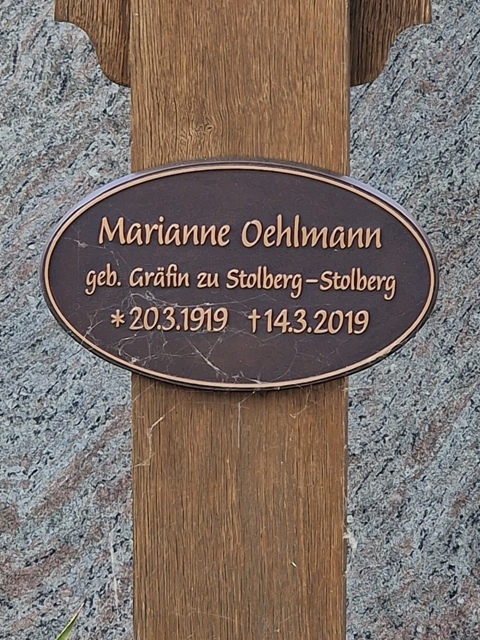 Marianne Oehlmann
geb. Gräfin zu Stolberg-Stolberg
*20.3.1919 †14.3.2019